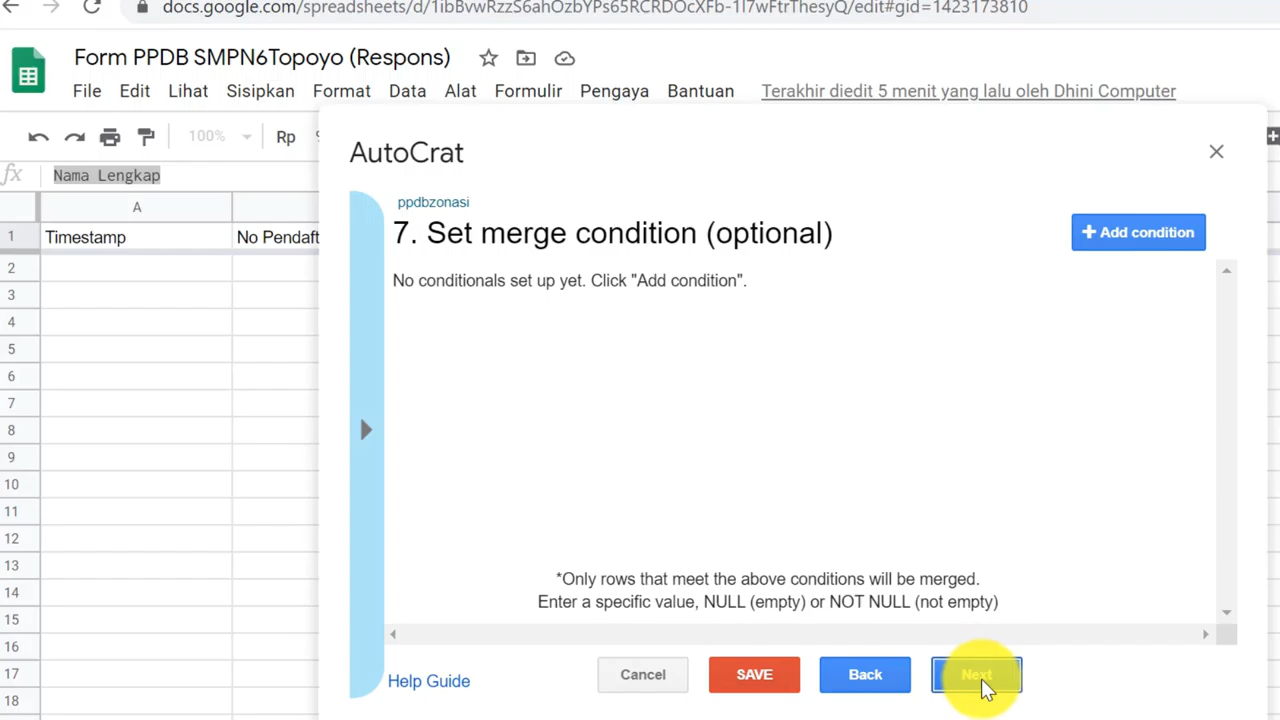 docs.google.com/spreadsheets/d/1ibBvwRzzS6ahOzbYPs65RCRDOcXFb-1I7wFtrThesyQ/edit#gid=1423173810
Form PPDB SMPN6Topoyo (Respons)
File Edit Lihat Sisipkan Format Data Alat Formulir Pengaya Bantuan Terakhir diedit 5 menit yang lalu oleh Dhini Computer
100% Rp
fx Nama Lengkap
A
1 Timestamp No Pendaft
2
3
4
5
6
7
8
9
10
11
12
13
14
15
16
17
18
AutoCrat
ppdbzonasi
7. Set merge condition (optional)
+ Add condition
No conditionals set up yet. Click "Add condition".
*Only rows that meet the above conditions will be merged.
Enter a specific value, NULL (empty) or NOT NULL (not empty)
Help Guide Cancel SAVE Back Next